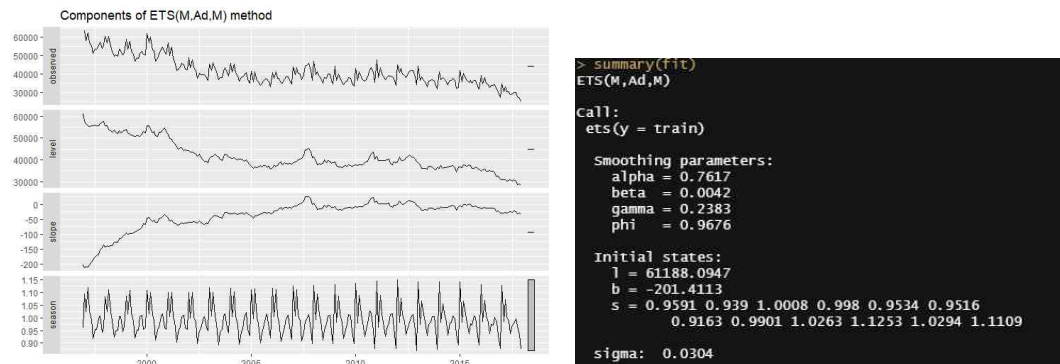 Components of ETS(M,Ad,M) method
60000
50000
40000
30000
observed
60000
50000
40000
30000
level
0
-50
-100
-150
-200
slope
1.15
1.10
1.05
1.00
0.95
0.90
season
2000
2005
2010
2015
> summary(fit)
ETS(M,Ad,M)
Call:
ets(y = train)
Smoothing parameters:
alpha = 0.7617
beta = 0.0042
gamma = 0.2383
phi = 0.9676
Initial states:
l = 61188.0947
b = -201.4113
s = 0.9591 0.939 1.0008 0.998 0.9534 0.9516
0.9163 0.9901 1.0263 1.1253 1.0294 1.1109
sigma: 0.0304